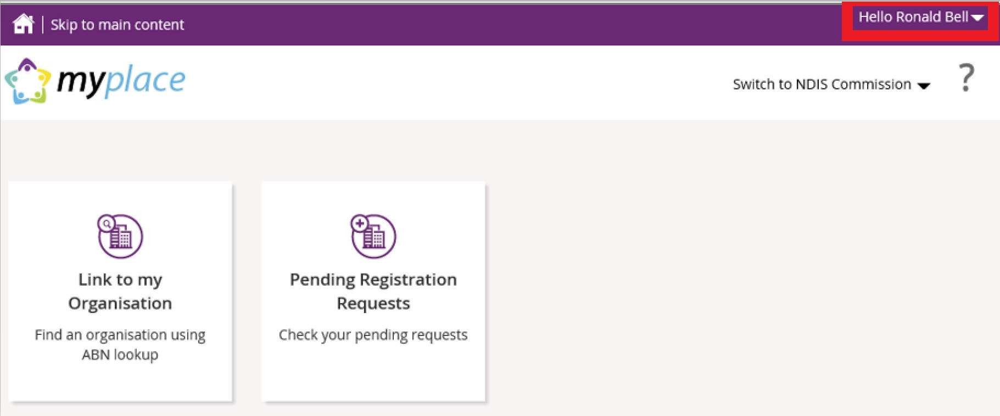 Skip to main content
Hello Ronald Bell
myplace
Switch to NDIS Commission
?
Link to my
Organisation
Find an organisation using
ABN lookup
Pending Registration
Requests
Check your pending requests